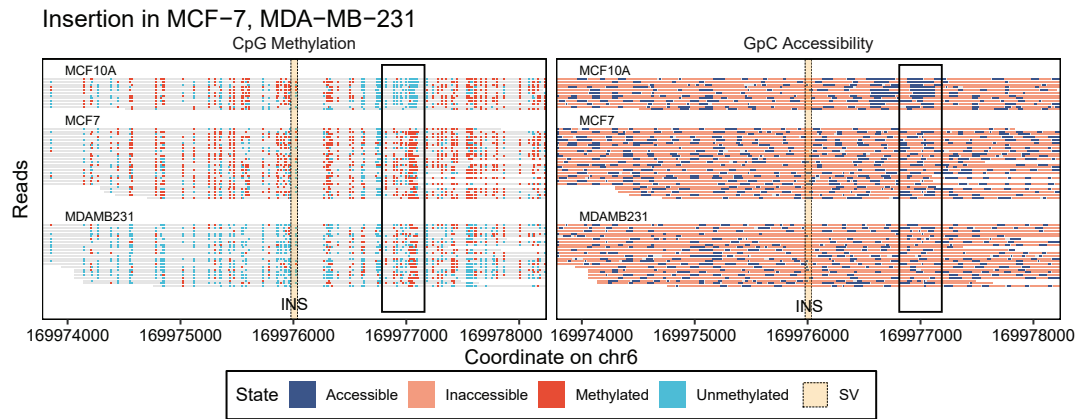 Insertion in MCF−7, MDA−MB−231
CpG Methylation
GpC Accessibility
Reads
MCF10A
MCF7
MDAMB231
INS
MCF10A
MCF7
MDAMB231
INS
169974000 169975000 169976000 169977000 169978000
169974000 169975000 169976000 169977000 169978000
Coordinate on chr6
State Accessible Inaccessible Methylated Unmethylated SV